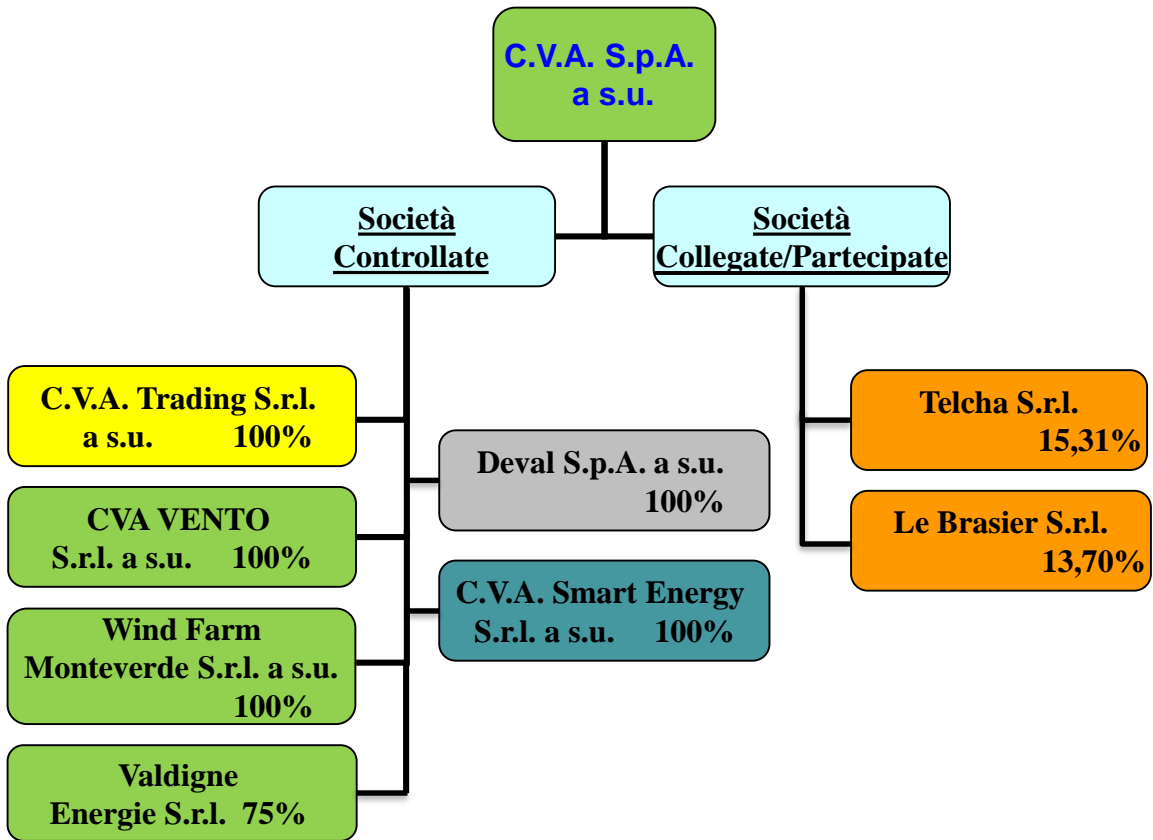 C.V.A. S.p.A.
a s.u.
Società
Controllate
Società
Collegate/Partecipate
C.V.A. Trading S.r.l.
a s.u. 100%
CVA VENTO
S.r.l. a s.u. 100%
Wind Farm
Monteverde S.r.l. a s.u.
100%
Valdigne
Energie S.r.l. 75%
Deval S.p.A. a s.u.
100%
C.V.A. Smart Energy
S.r.l. a s.u. 100%
Telcha S.r.l.
15,31%
Le Brasier S.r.l.
13,70%